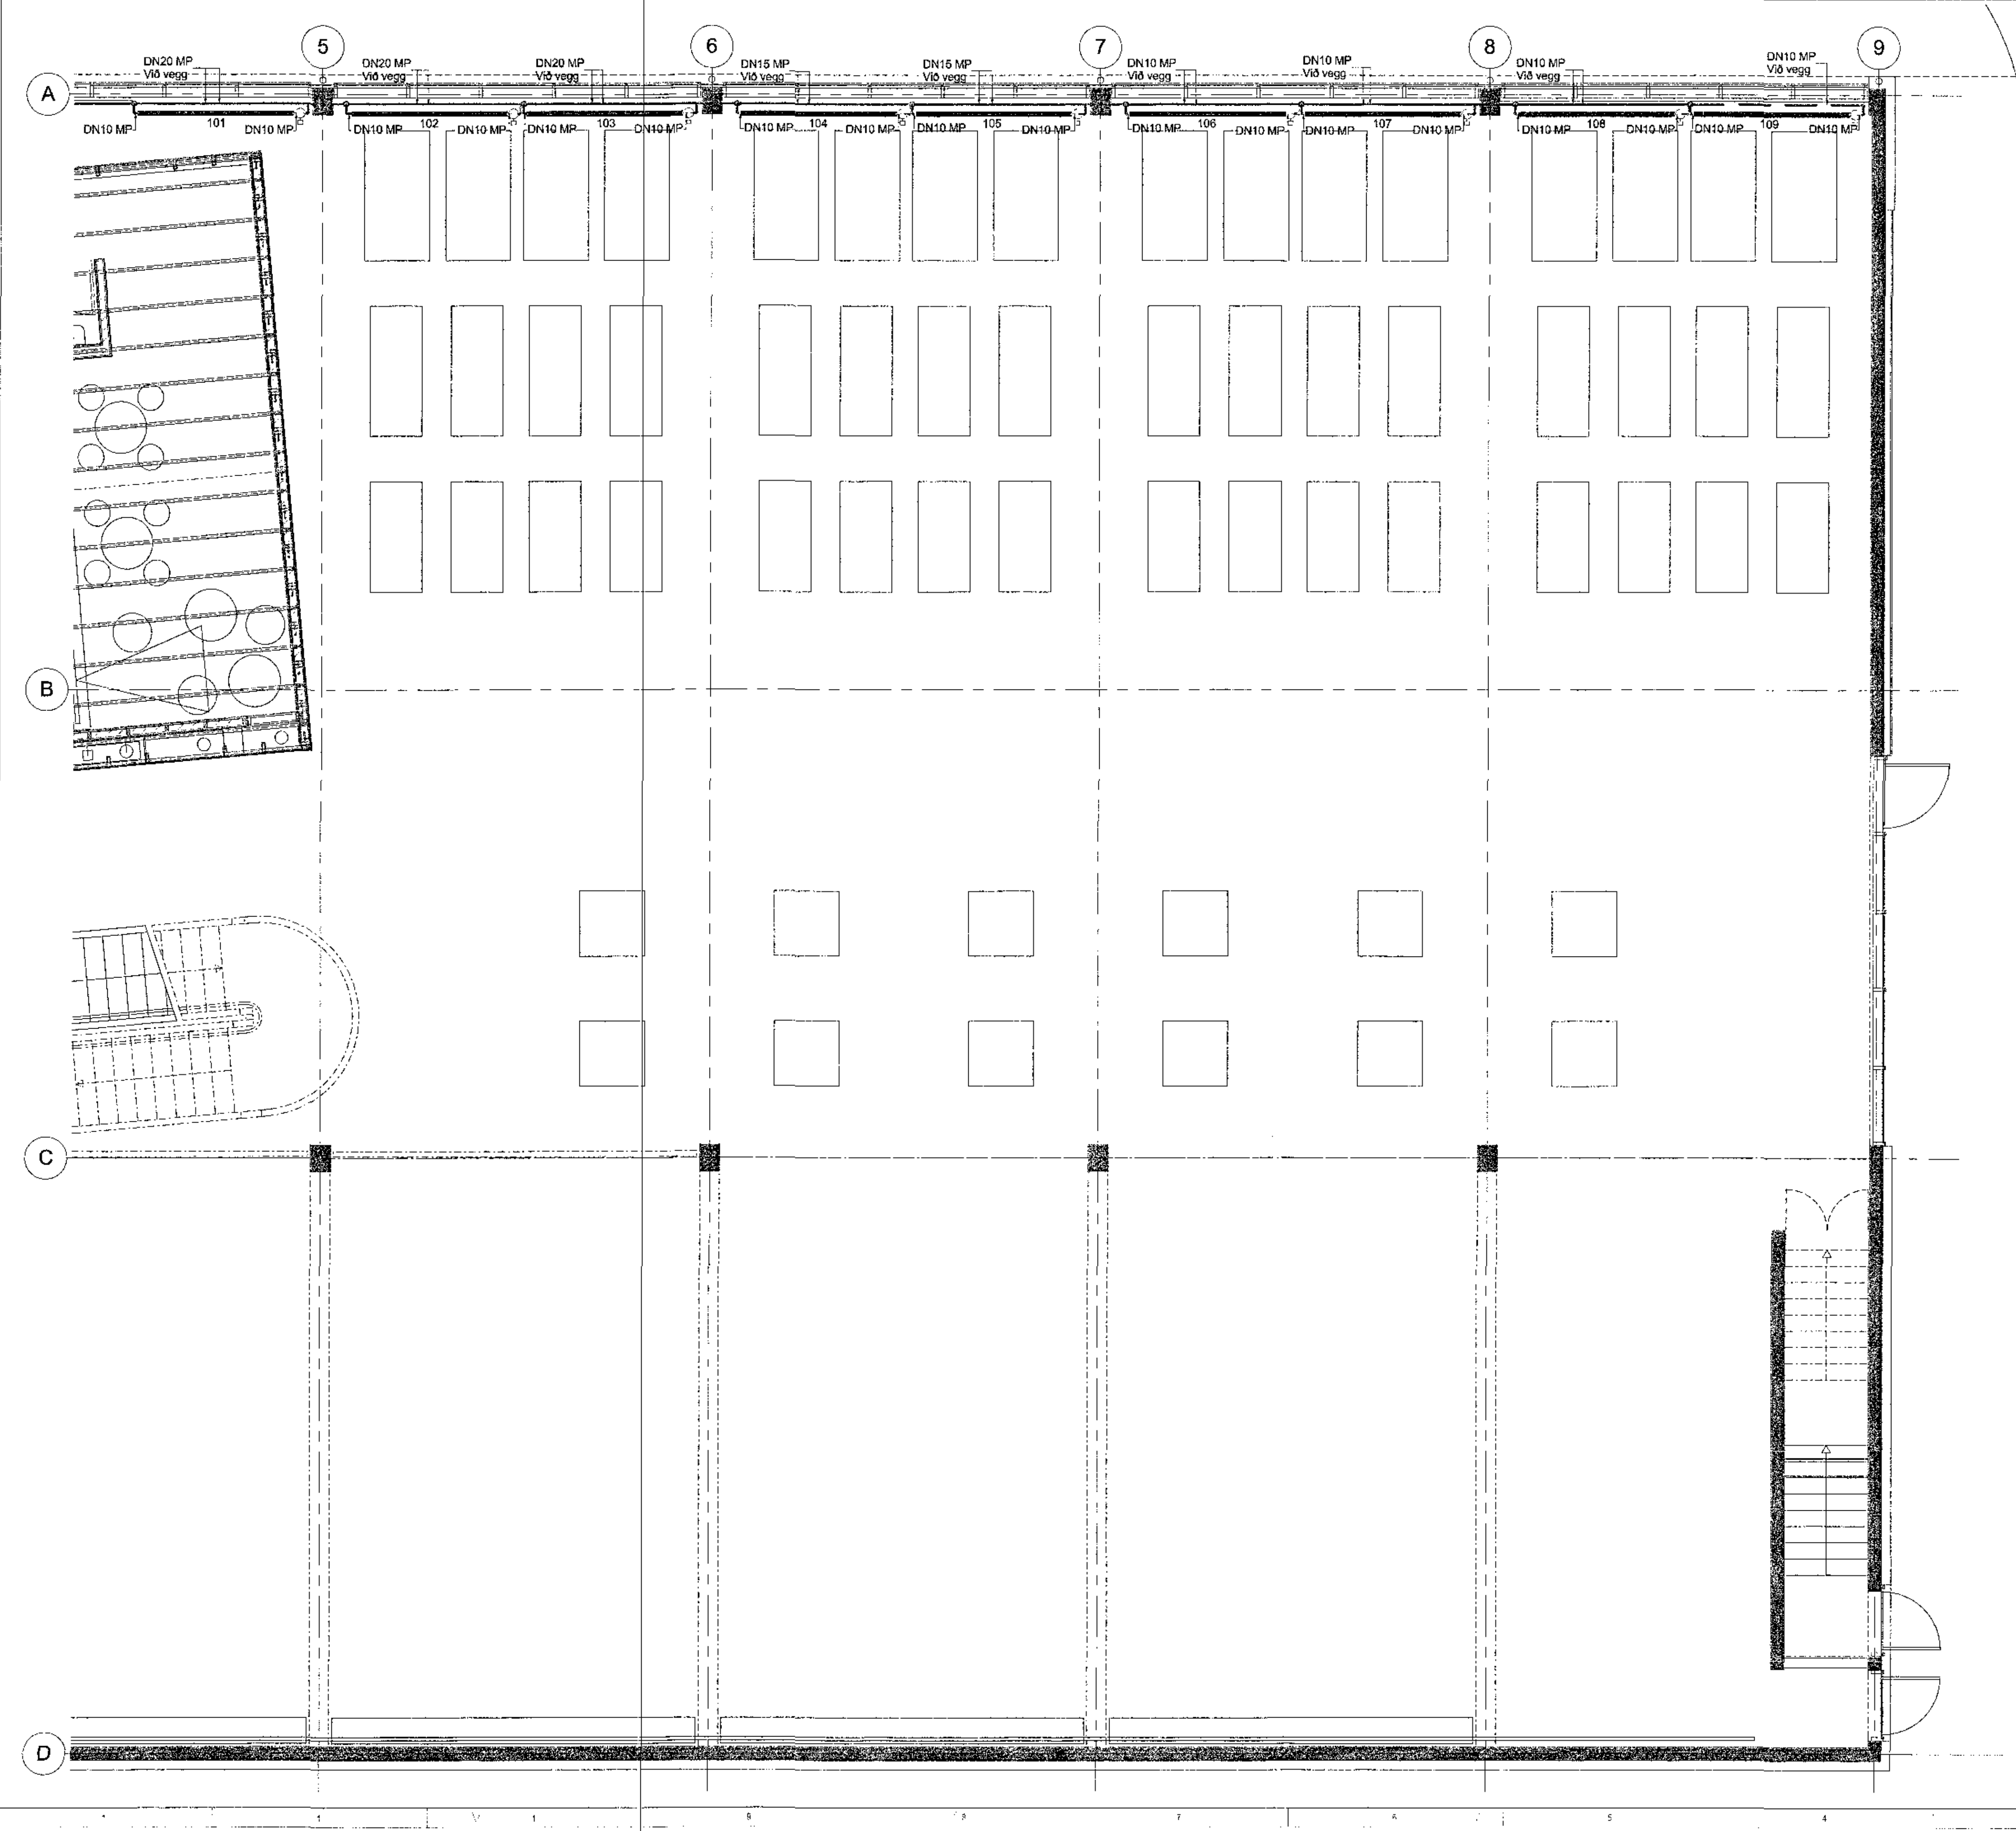 5 6 7 8 9
DN20 MP
Við vegg
DN20 MP
Við vegg
DN20 MP
Við vegg
DN15 MP
Við vegg
DN15 MP
Við vegg
DN10 MP
Við vegg
DN10 MP
Við vegg
DN10 MP
Við vegg
DN10 MP
Við vegg
A
DN10 MP 101 DN10 MP
DN10 MP 102 DN10 MP
DN10 MP 103 DN10 MP
DN10 MP 104 DN10 MP
DN10 MP 105 DN10 MP
DN10 MP 106 DN10 MP
DN10 MP 107 DN10 MP
DN10 MP 108 DN10 MP
DN10 MP 109 DN10 MP
B
C
D
7 6 5 4